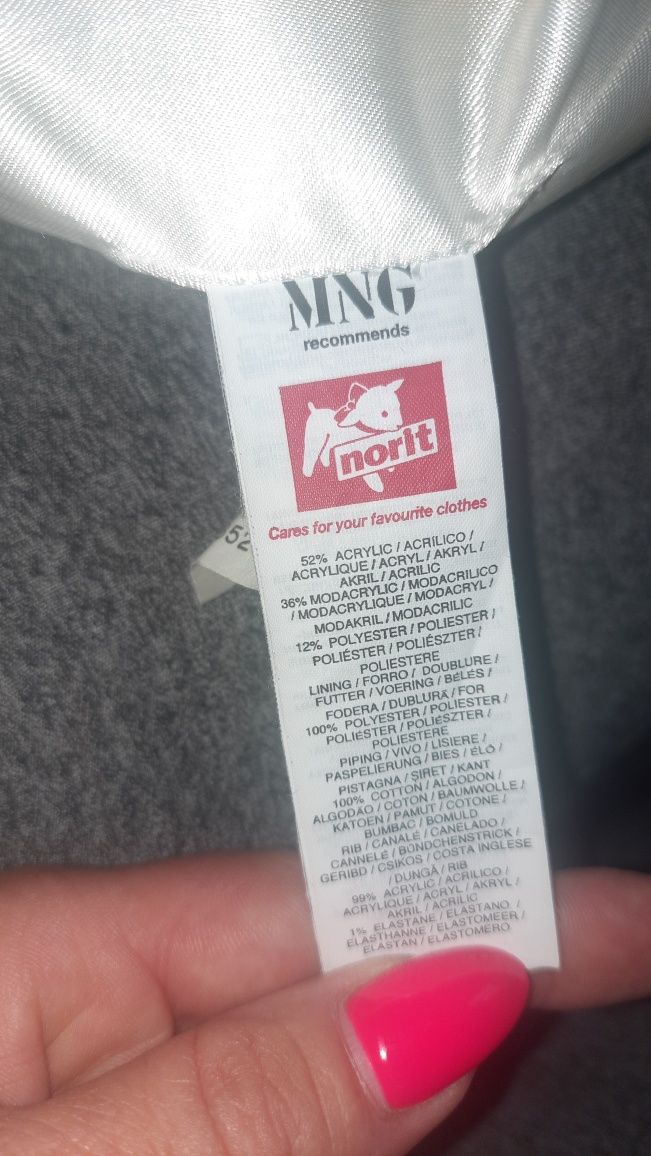 MNG
recommends
norit
Cares for your favourite clothes
52
52% ACRYLIC / ACRILICO /
ACRYLIQUE / ACRYL / AKRYL /
AKRIL / ACRILIC
36% MODACRYLIC / MODACRILICO
/ MODACRYLIQUE / MODACRYL /
MODAKRIL / MODACRILIC
12% POLYESTER / POLIESTER /
POLIÉSTER / POLIÉSZTER /
POLIESTERE
LINING / FORRO / DOUBLURE /
FUTTER / VOERING / BÉLÉS /
FODERA / DUBLURĂ / FOR
100% POLYESTER / POLIESTER /
POLIÉSTER / POLIÉSZTER /
POLIESTERE
PIPING / VIVO / LISIERE /
PASPELIERUNG / BIES / ÉLŐ /
PISTAGNA / ŞIRET / KANT
100% COTTON / ALGODON /
ALGODÃO / COTON / BAUMWOLLE /
KATOEN / PAMUT / COTONE /
BUMBAC / BOMULD
RIB / CANALÉ / CANELADO /
CANNELÉ / BÜNDCHENSTRICK /
GERIBD / CSIKOS / COSTA INGLESE
/ DUNGĂ / RIB
99% ACRYLIC / ACRILICO /
ACRYLIQUE / ACRYL / AKRYL /
AKRIL / ACRILIC
1% ELASTANE / ELASTANO /
ELASTHANNE / ELASTOMEER /
ELASTAN / ELASTOMERO